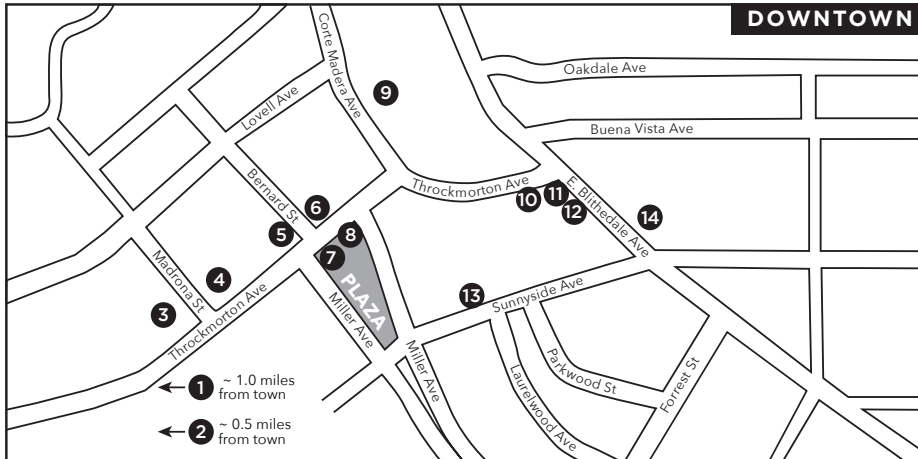 DOWNTOWN
Corte
Madera Ave
Oakdale Ave
9
Lovell Ave
Buena Vista Ave
Bernard St
Throckmorton Ave
E. Blithedale Ave
6
10
11
12
14
5
8
7
PLAZA
Madrona St
4
3
Throckmorton Ave
Miller Ave
13
Sunnyside Ave
Miller Ave
Laurelwood Ave
Parkwood St
Forrest St
1 ~ 1.0 miles
from town
2 ~ 0.5 miles
from town